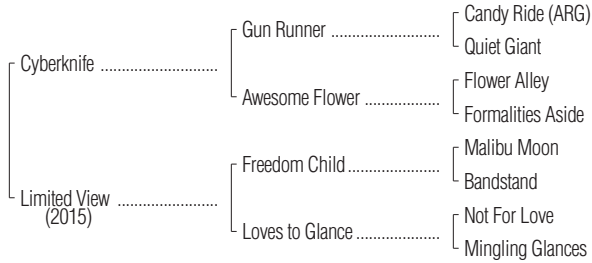 Candy Ride (ARG)
Gun Runner ....................
Quiet Giant
Cyberknife ......................
Flower Alley
Awesome Flower ..............
Formalities Aside
Malibu Moon
Freedom Child .................
Bandstand
Limited View ...................
(2015)
Not For Love
Loves to Glance ...............
Mingling Glances